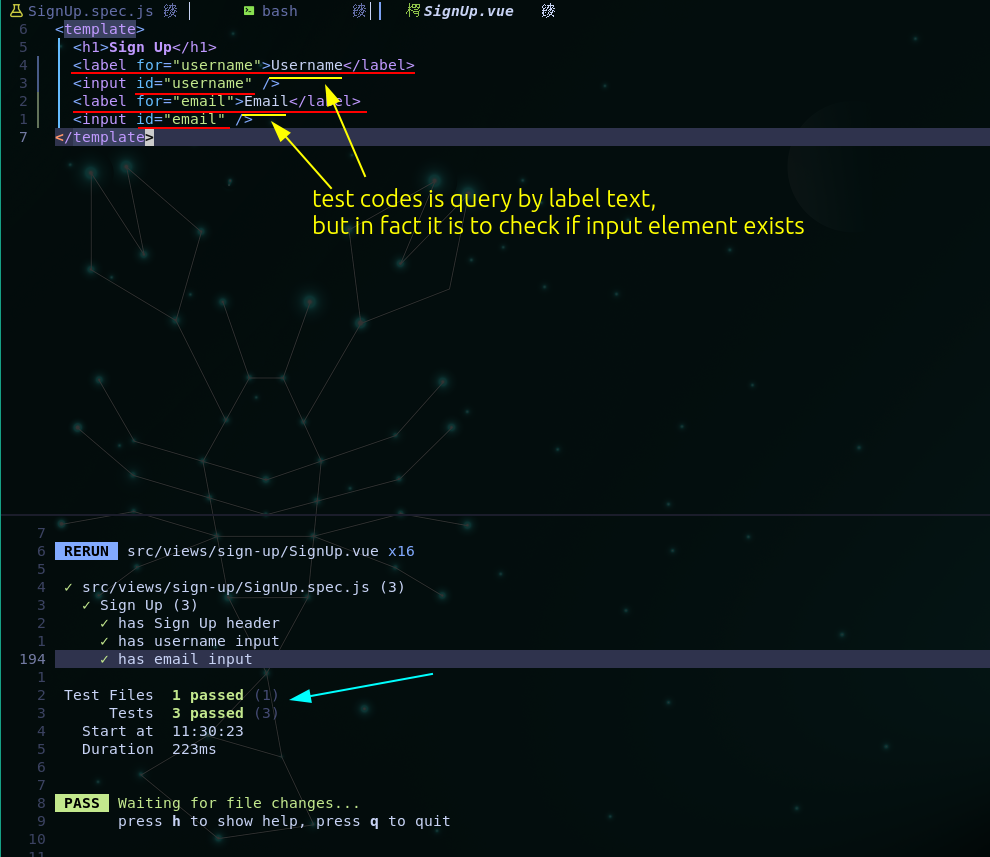 SignUp.spec.js bash SignUp.vue
6 <template>
5 <h1>Sign Up</h1>
4 <label for="username">Username</label>
3 <input id="username" />
2 <label for="email">Email</label>
1 <input id="email" />
7 </template>
test codes is query by label text,
but in fact it is to check if input element exists
7
6 RERUN src/views/sign-up/SignUp.vue x16
5
4 ✓ src/views/sign-up/SignUp.spec.js (3)
3 ✓ Sign Up (3)
2 ✓ has Sign Up header
1 ✓ has username input
194 ✓ has email input
1
2 Test Files 1 passed (1)
3 Tests 3 passed (3)
4 Start at 11:30:23
5 Duration 223ms
6
7
8 PASS Waiting for file changes...
9 press h to show help, press q to quit
10
11